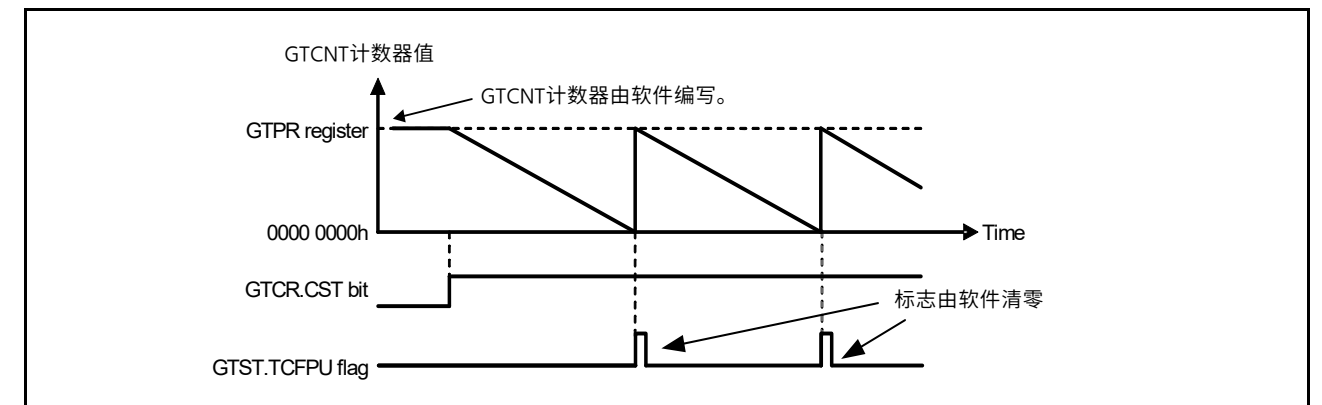 GTCNT计数器值
GTCNT计数器由软件编写。
GTPR register
0000 0000h
Time
GTCR.CST bit
标志由软件清零
GTST.TCFPU flag